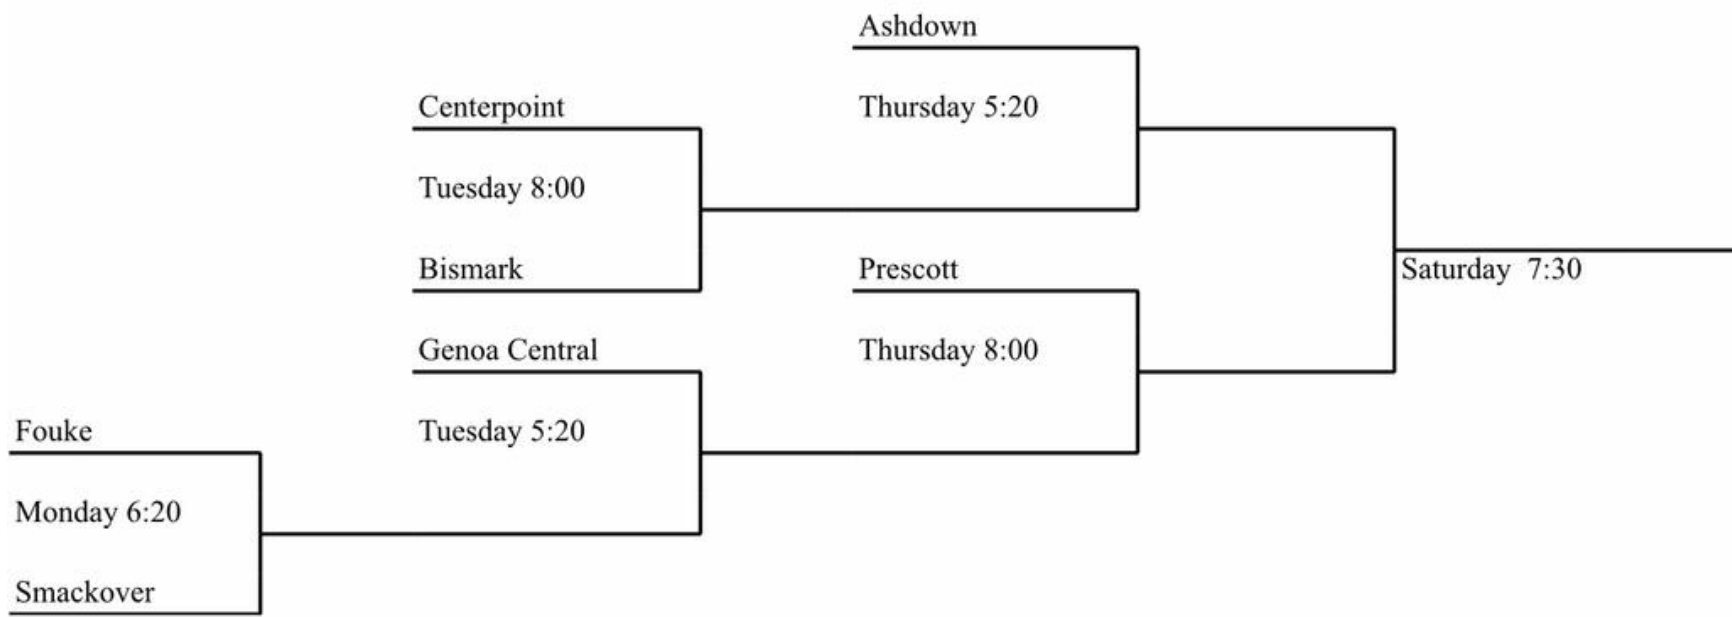 Ashdown
Centerpoint
Thursday 5:20
Tuesday 8:00
Bismark
Prescott
Saturday 7:30
Genoa Central
Thursday 8:00
Fouke
Tuesday 5:20
Monday 6:20
Smackover